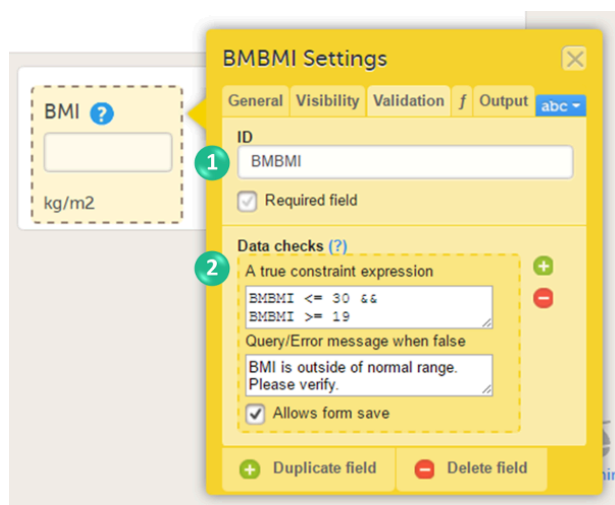 BMBMI Settings
BMI ?
General Visibility Validation f Output abc
ID
1
BMBMI
Required field
kg/m2
Data checks (?)
2
A true constraint expression
BMBMI <= 30 &&
BMBMI >= 19
Query/Error message when false
BMI is outside of normal range.
Please verify.
Allows form save
Duplicate field
Delete field